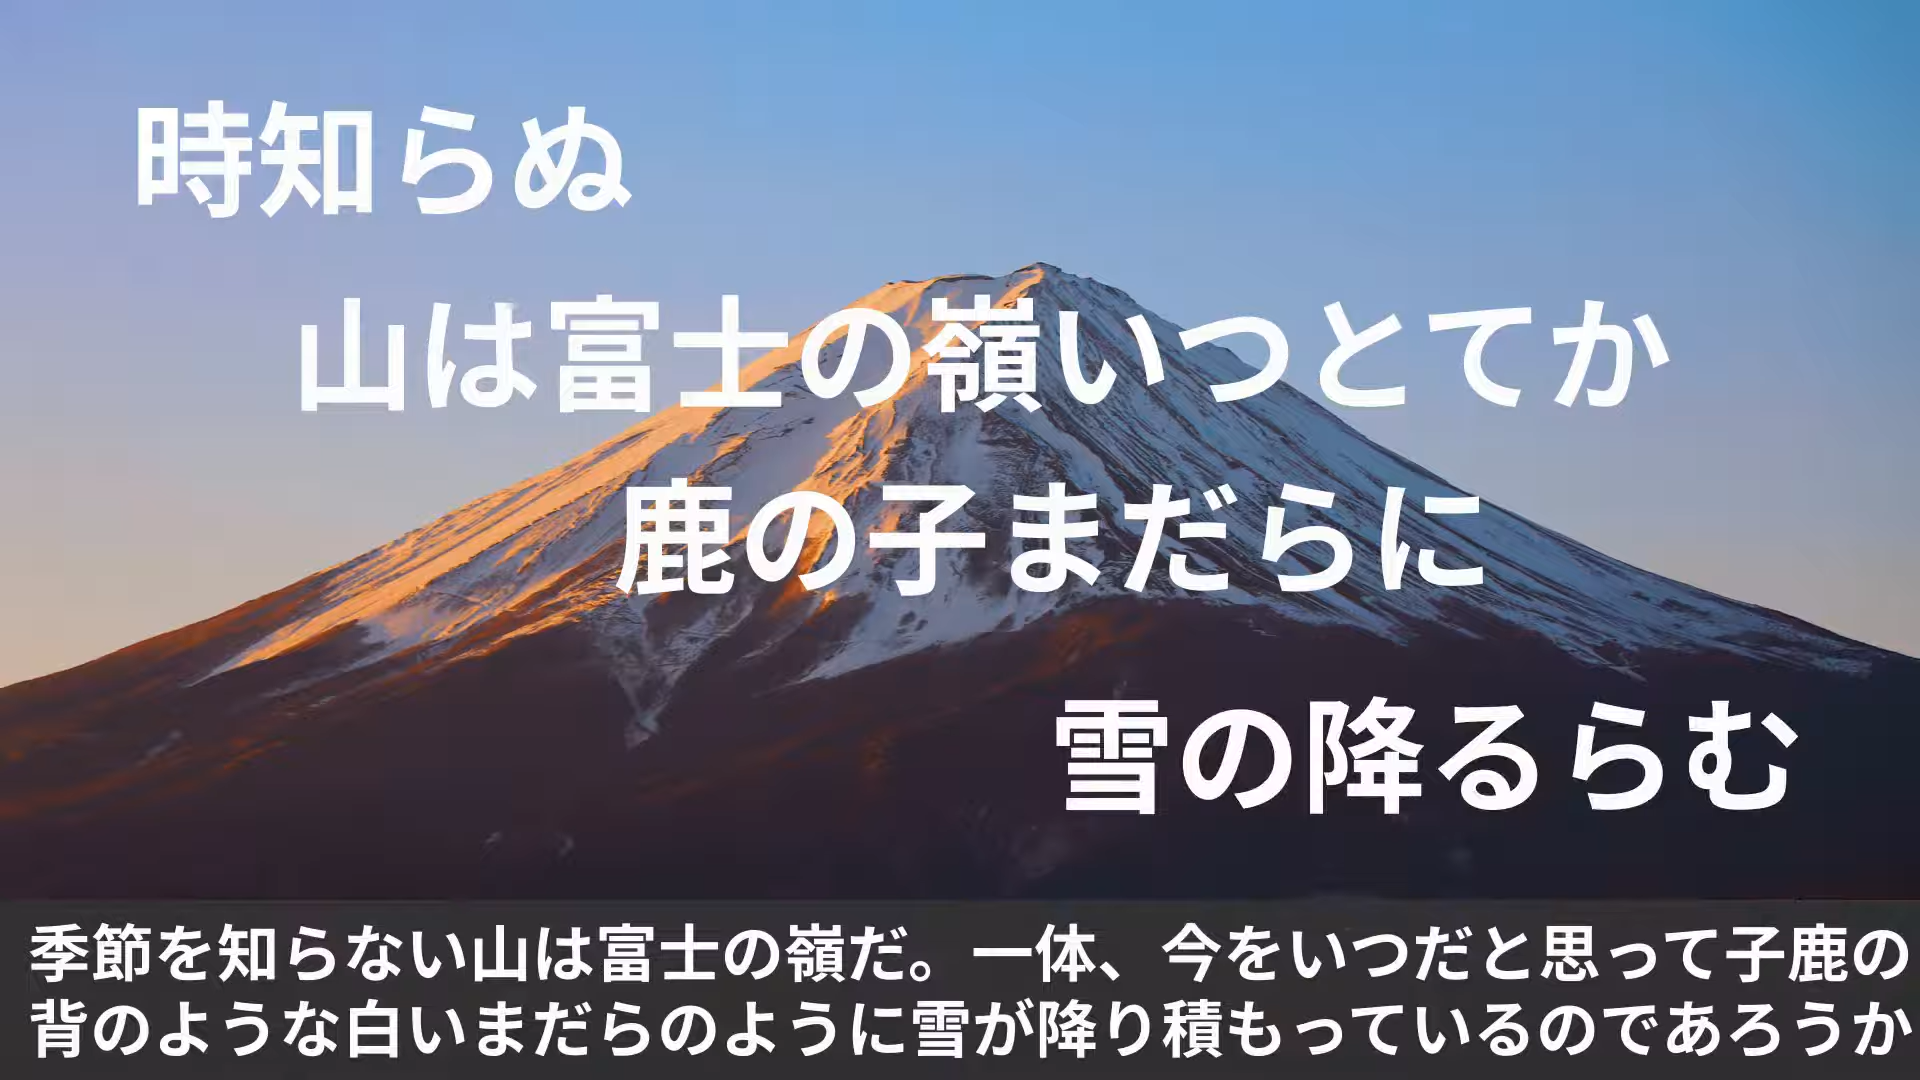 時知らぬ
山は富士の嶺いつとてか
鹿の子まだらに
雪の降るらむ
季節を知らない山は富士の嶺だ。一体、今をいつだと思って子鹿の
背のような白いまだらのように雪が降り積もっているのであろうか